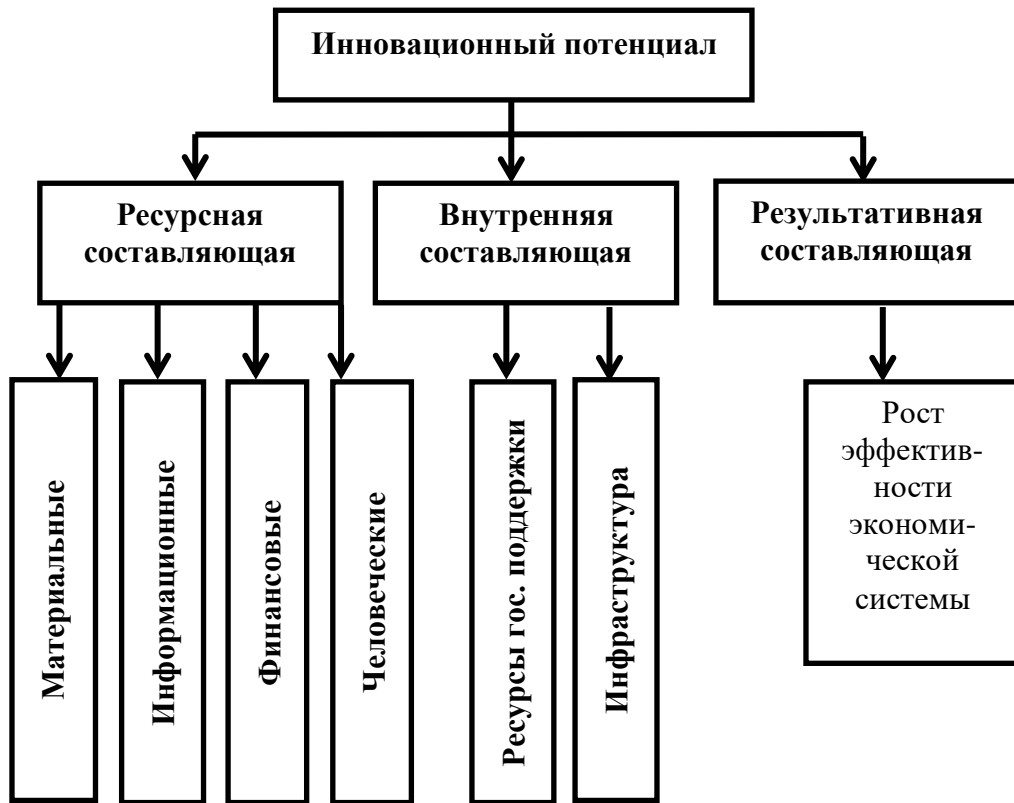 Инновационный потенциал
Ресурсная
составляющая
Внутренняя
составляющая
Результативная
составляющая
Материальные
Информационные
Финансовые
Человеческие
Ресурсы гос. поддержки
Инфраструктура
Рост
эффектив-
ности
экономи-
ческой
системы